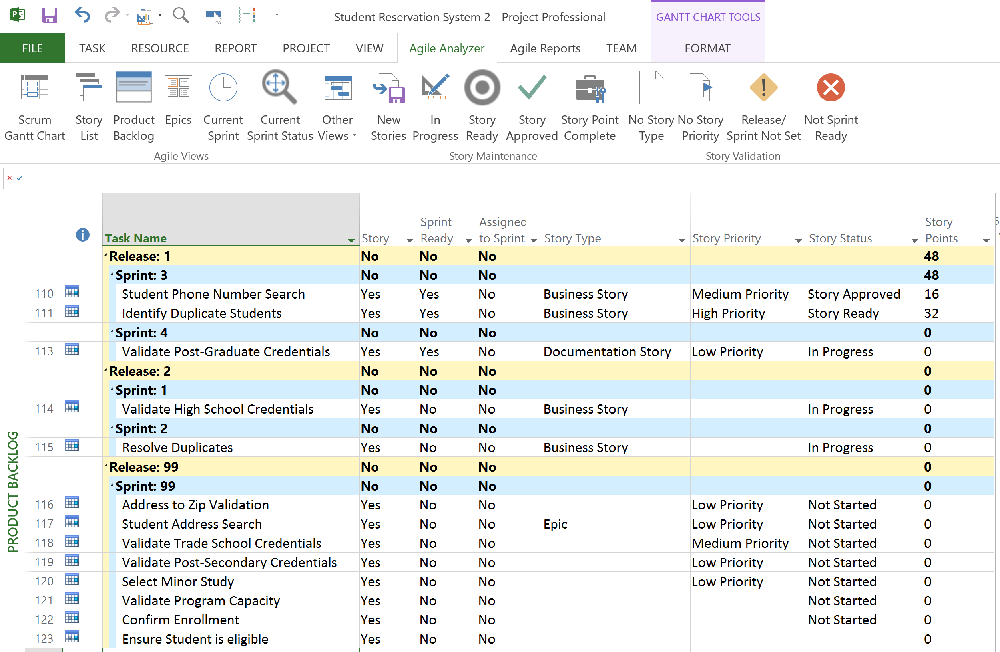 Student Reservation System 2 - Project Professional
GANTT CHART TOOLS
FILE TASK RESOURCE REPORT PROJECT VIEW Agile Analyzer Agile Reports TEAM FORMAT
Scrum Story Product Epics Current Current Other New In Story Story Story Point No Story No Story Release/ Not Sprint
Gantt Chart List Backlog Sprint Sprint Status Views Stories Progress Ready Approved Complete Type Priority Sprint Not Set Ready
Agile Views Story Maintenance Story Validation
Sprint Assigned Story
Task Name Story Ready to Sprint Story Type Story Priority Story Status Points
Release: 1 No No No 48
Sprint: 3 No No No 48
110 Student Phone Number Search Yes Yes No Business Story Medium Priority Story Approved 16
111 Identify Duplicate Students Yes Yes No Business Story High Priority Story Ready 32
Sprint: 4 No No No 0
113 Validate Post-Graduate Credentials Yes Yes No Documentation Story Low Priority In Progress 0
Release: 2 No No No 0
Sprint: 1 No No No 0
114 Validate High School Credentials Yes No No Business Story In Progress 0
Sprint: 2 No No No 0
115 Resolve Duplicates Yes No No Business Story In Progress 0
Release: 99 No No No 0
Sprint: 99 No No No 0
116 Address to Zip Validation Yes No No Low Priority Not Started 0
117 Student Address Search Yes No No Epic Low Priority Not Started 0
118 Validate Trade School Credentials Yes No No Medium Priority Not Started 0
119 Validate Post-Secondary Credentials Yes No No Low Priority Not Started 0
120 Select Minor Study Yes No No Low Priority Not Started 0
121 Validate Program Capacity Yes No No Not Started 0
122 Confirm Enrollment Yes No No Not Started 0
123 Ensure Student is eligible Yes No No 0
PRODUCT BACKLOG